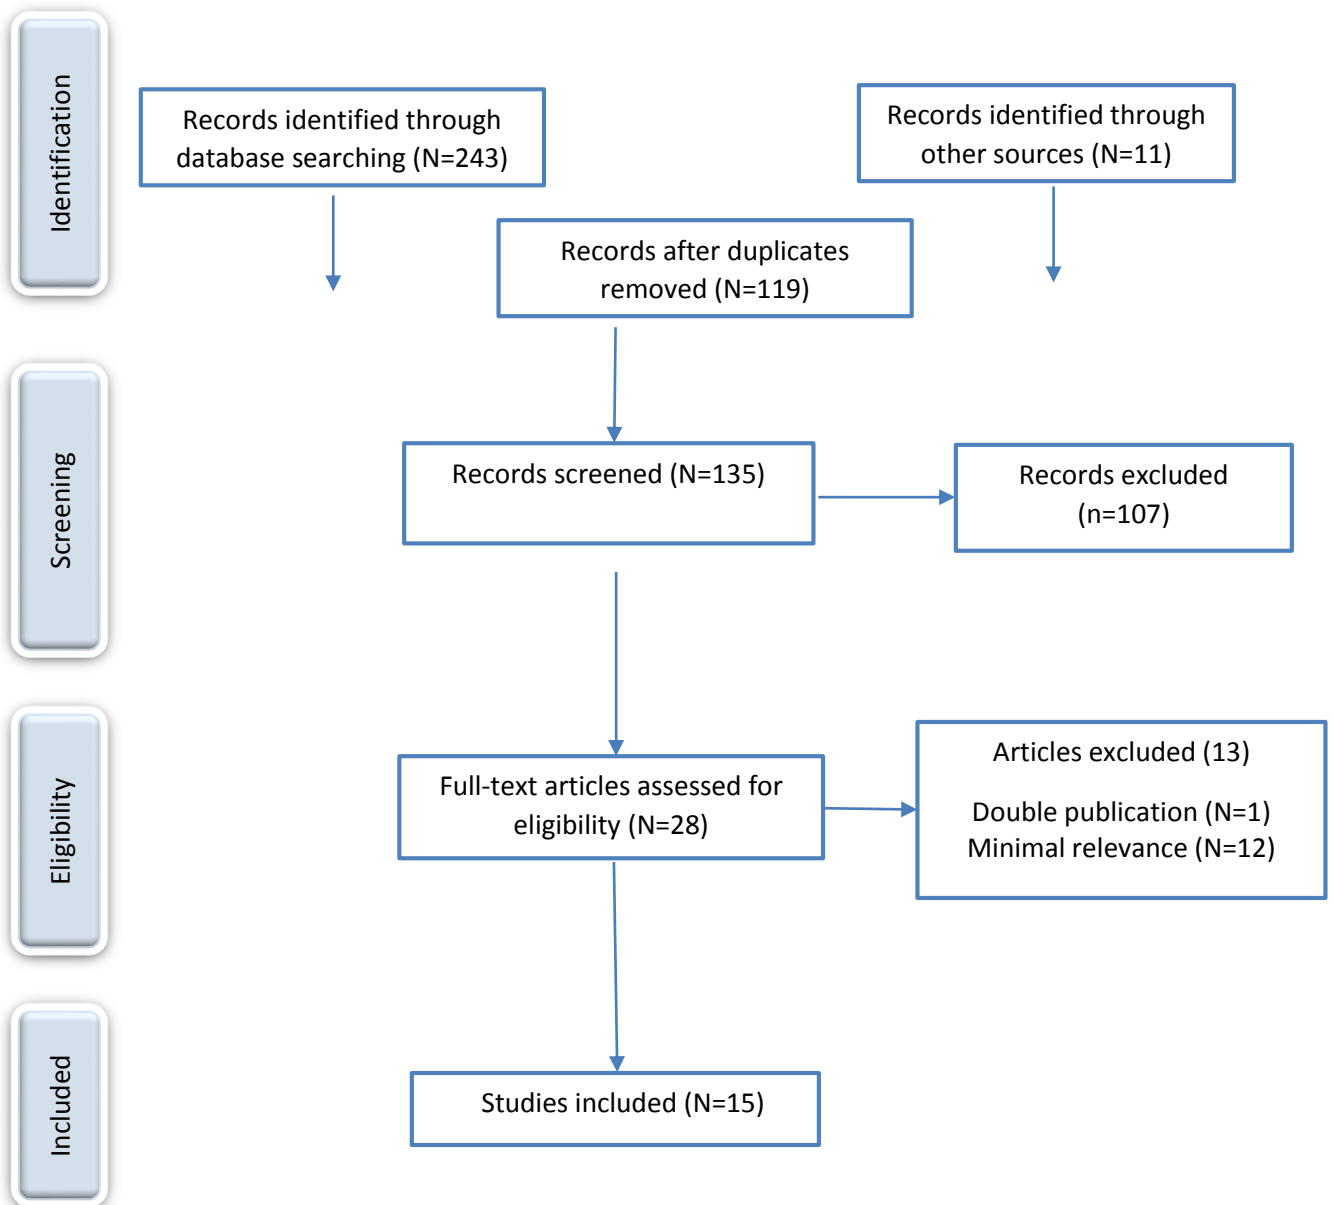 Identification
Records identified through
database searching (N=243)
Records identified through
other sources (N=11)
Records after duplicates
removed (N=119)
Screening
Records screened (N=135)
Records excluded
(n=107)
Eligibility
Full-text articles assessed for
eligibility (N=28)
Articles excluded (13)
Double publication (N=1)
Minimal relevance (N=12)
Included
Studies included (N=15)